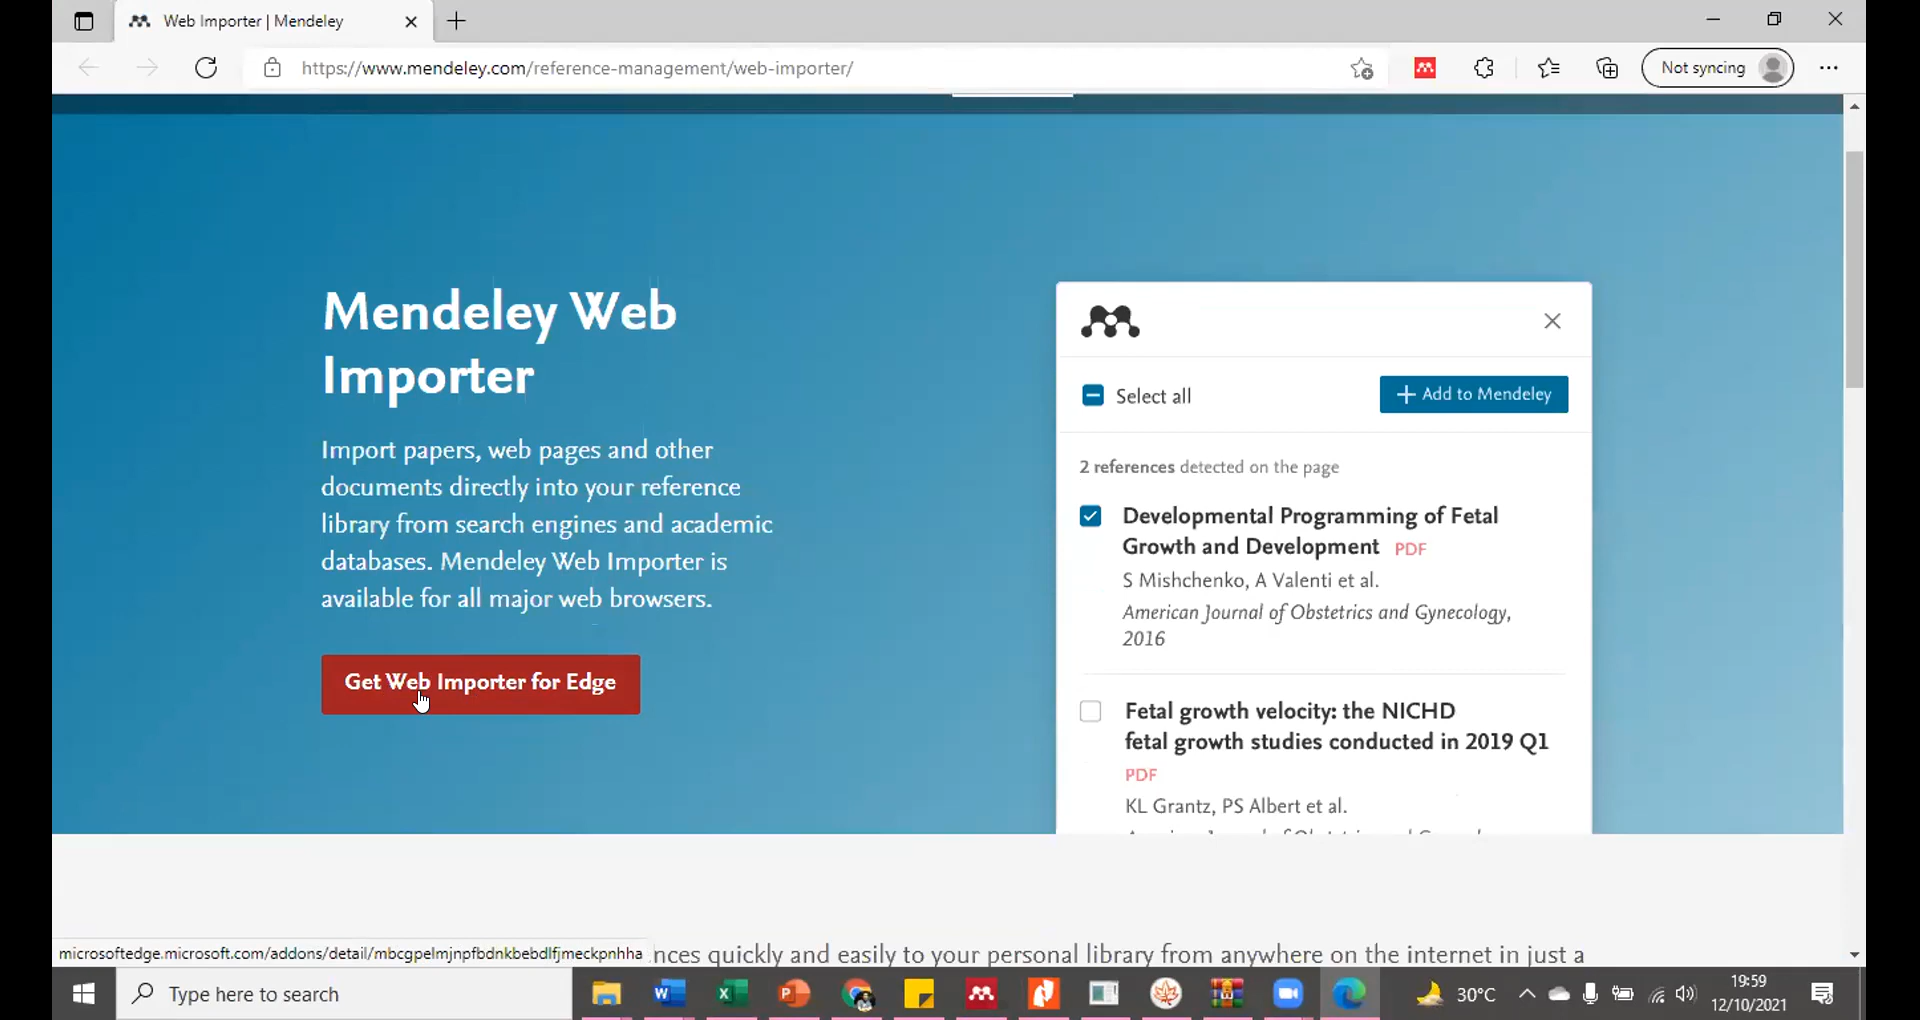 Web Importer | Mendeley
https://www.mendeley.com/reference-management/web-importer/
Not syncing
Mendeley Web
Importer
Import papers, web pages and other
documents directly into your reference
library from search engines and academic
databases. Mendeley Web Importer is
available for all major web browsers.
Get Web Importer for Edge
Select all
+ Add to Mendeley
2 references detected on the page
Developmental Programming of Fetal
Growth and Development PDF
S Mishchenko, A Valenti et al.
American Journal of Obstetrics and Gynecology,
2016
Fetal growth velocity: the NICHD
fetal growth studies conducted in 2019 Q1
PDF
KL Grantz, PS Albert et al.
microsoftedge.microsoft.com/addons/detail/mbcgpelmjnpfbdnkbebdlfjmeckpnhha
nces quickly and easily to your personal library from anywhere on the internet in just a
Type here to search
30°C
19:59
12/10/2021